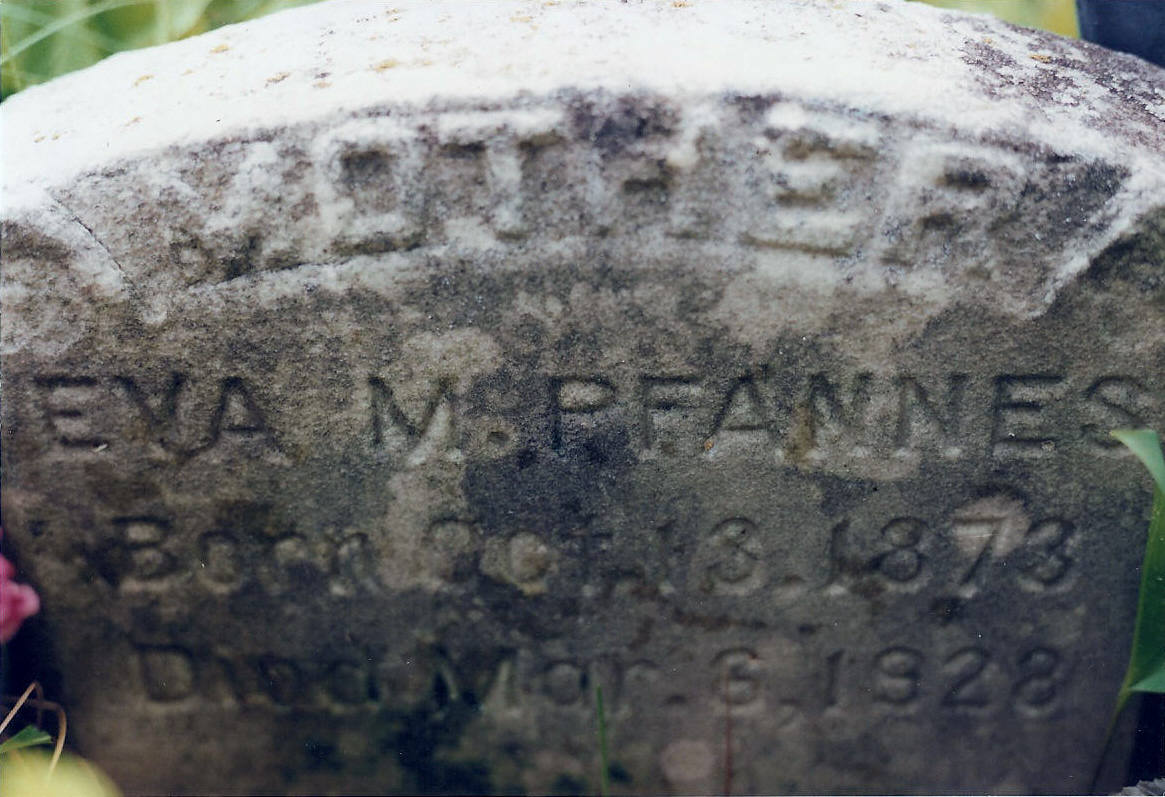 MOTHER
EVA M. PFANNES
Born Oct. 13, 1873
Died Mar. 6, 1928